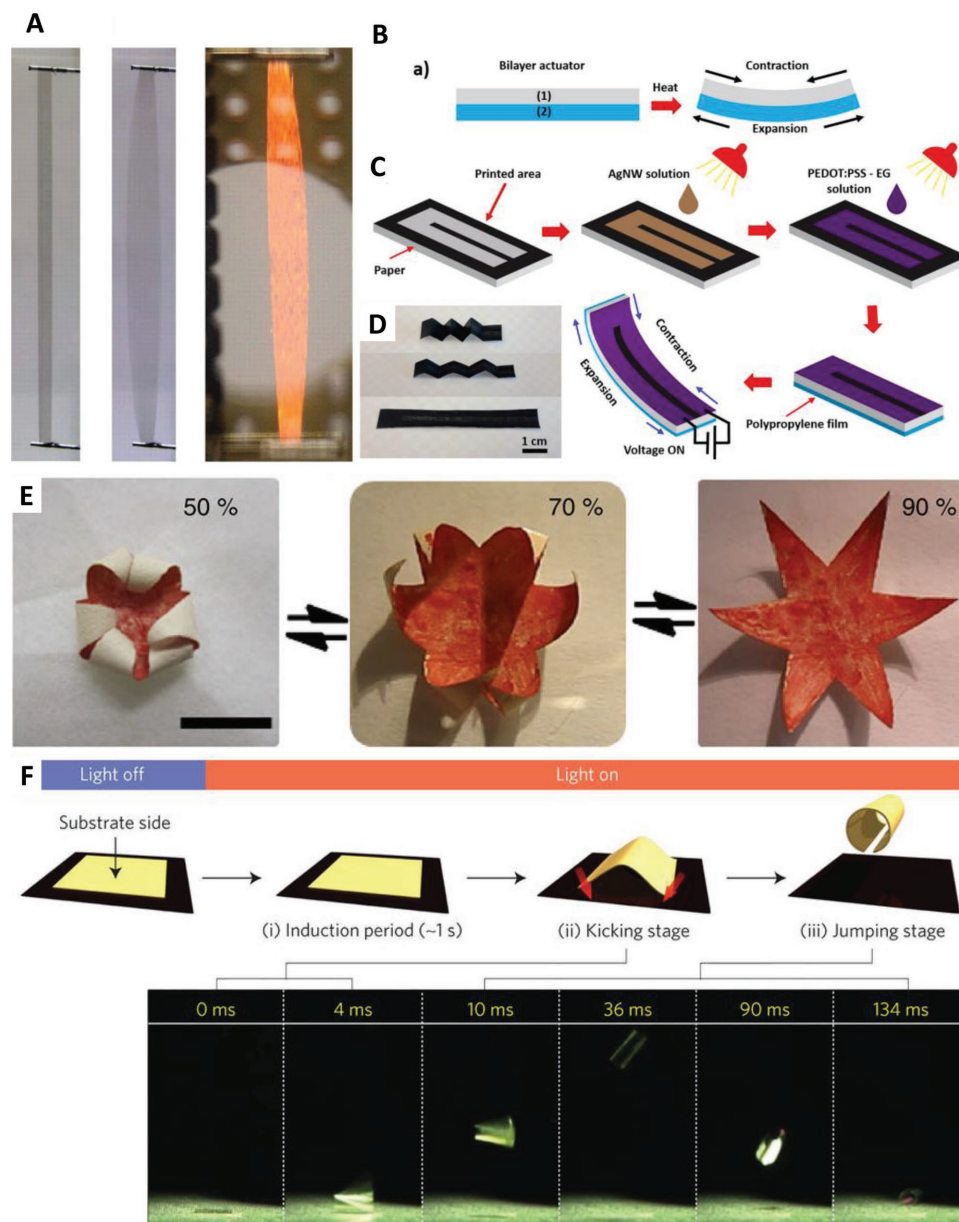 A
B
a)
Bilayer actuator
(1)
(2)
Heat
Contraction
Expansion
C
Printed area
Paper
AgNW solution
PEDOT:PSS - EG
solution
D
1 cm
Expansion
Contraction
Voltage ON
Polypropylene film
E
50 %
70 %
90 %
F
Light off
Light on
Substrate side
(i) Induction period (~1 s)
(ii) Kicking stage
(iii) Jumping stage
0 ms
4 ms
10 ms
36 ms
90 ms
134 ms